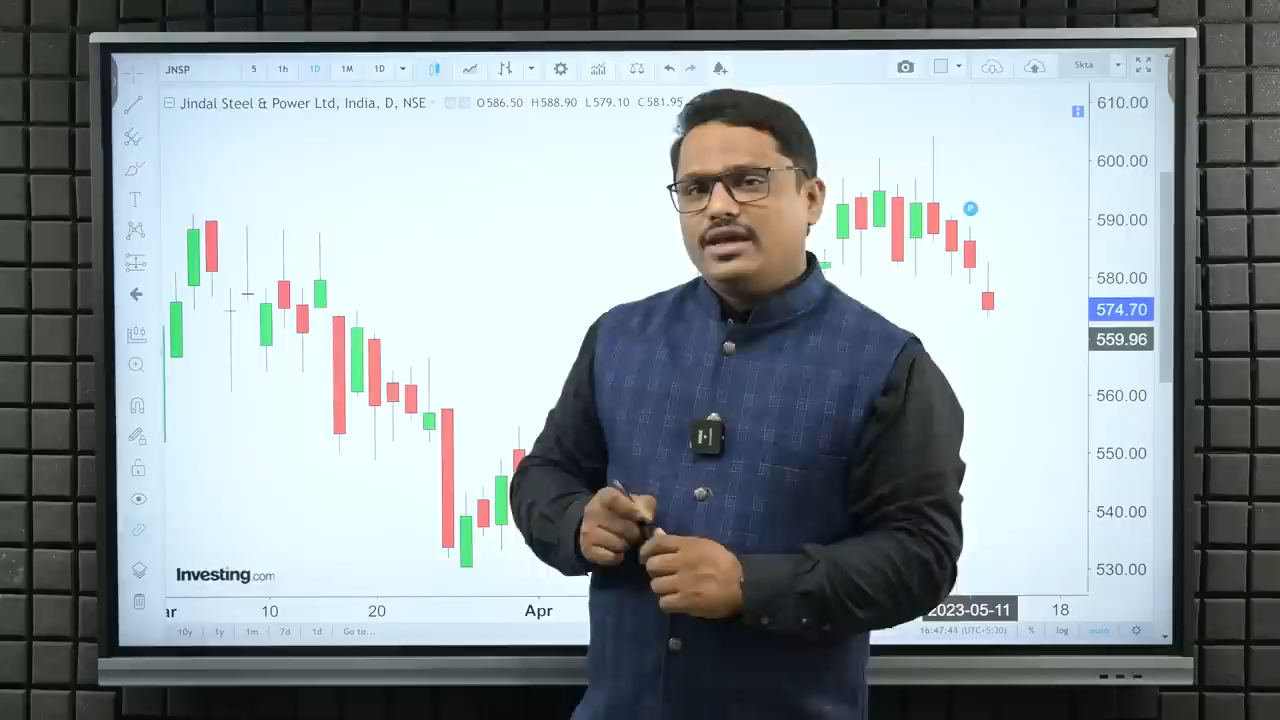 JNSP 5 1h 1D 1M 1D Skta
Jindal Steel & Power Ltd, India, D, NSE O586.50 H588.90 L579.10 C581.95
610.00
600.00
590.00
P
580.00
574.70
559.96
560.00
550.00
540.00
530.00
Investing.com
ar 10 20 Apr 2023-05-11 18
10y 1y 1m 7d 1d Go to... 16:47:44 (UTC+5:30) % log auto